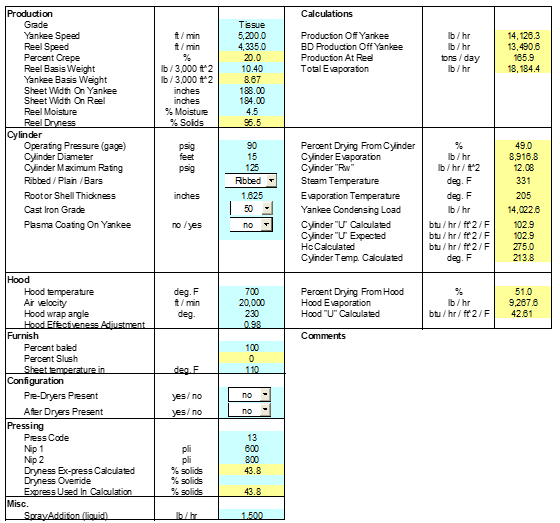 Production Calculations
Grade Tissue
Yankee Speed ft / min 5,200.0 Production Off Yankee lb / hr 14,126.3
Reel Speed ft / min 4,335.0 BD Production Off Yankee lb / hr 13,490.6
Percent Crepe % 20.0 Production At Reel tons / day 165.9
Reel Basis Weight lb / 3,000 ft^2 10.40 Total Evaporation lb / hr 18,184.4
Yankee Basis Weight lb / 3,000 ft^2 8.67
Sheet Width On Yankee inches 188.00
Sheet Width On Reel inches 184.00
Reel Moisture % Moisture 4.5
Reel Dryness % Solids 95.5
Cylinder
Operating Pressure (gage) psig 90 Percent Drying From Cylinder % 49.0
Cylinder Diameter feet 15 Cylinder Evaporation lb / hr 8,916.8
Cylinder Maximum Rating psig 125 Cylinder "Rw" lb / hr / ft^2 12.08
Ribbed / Plain / Bars Ribbed Steam Temperature deg. F 331
Root or Shell Thickness inches 1.625 Evaporation Temperature deg. F 205
Cast Iron Grade 50 Yankee Condensing Load lb / hr 14,022.6
Plasma Coating On Yankee no / yes no Cylinder "U" Calculated btu / hr / ft^2 / F 102.9
Cylinder "U" Expected btu / hr / ft^2 / F 102.9
Hc Calculated btu / hr / ft^2 / F 275.0
Cylinder Temp. Calculated deg. F 213.8
Hood
Hood temperature deg. F 700 Percent Drying From Hood % 51.0
Air velocity ft / min 20,000 Hood Evaporation lb / hr 9,267.6
Hood wrap angle deg. 230 Hood "U" Calculated btu / hr / ft^2 / F 42.61
Hood Effectiveness Adjustment 0.98
Furnish Comments
Percent baled 100
Percent Slush 0
Sheet temperature in deg. F 110
Configuration
Pre-Dryers Present yes / no no
After Dryers Present yes / no no
Pressing
Press Code 13
Nip 1 pli 600
Nip 2 pli 800
Dryness Ex-press Calculated % solids 43.8
Dryness Override % solids
Express Used In Calculation % solids 43.8
Misc.
Spray Addition (liquid) lb / hr 1,500